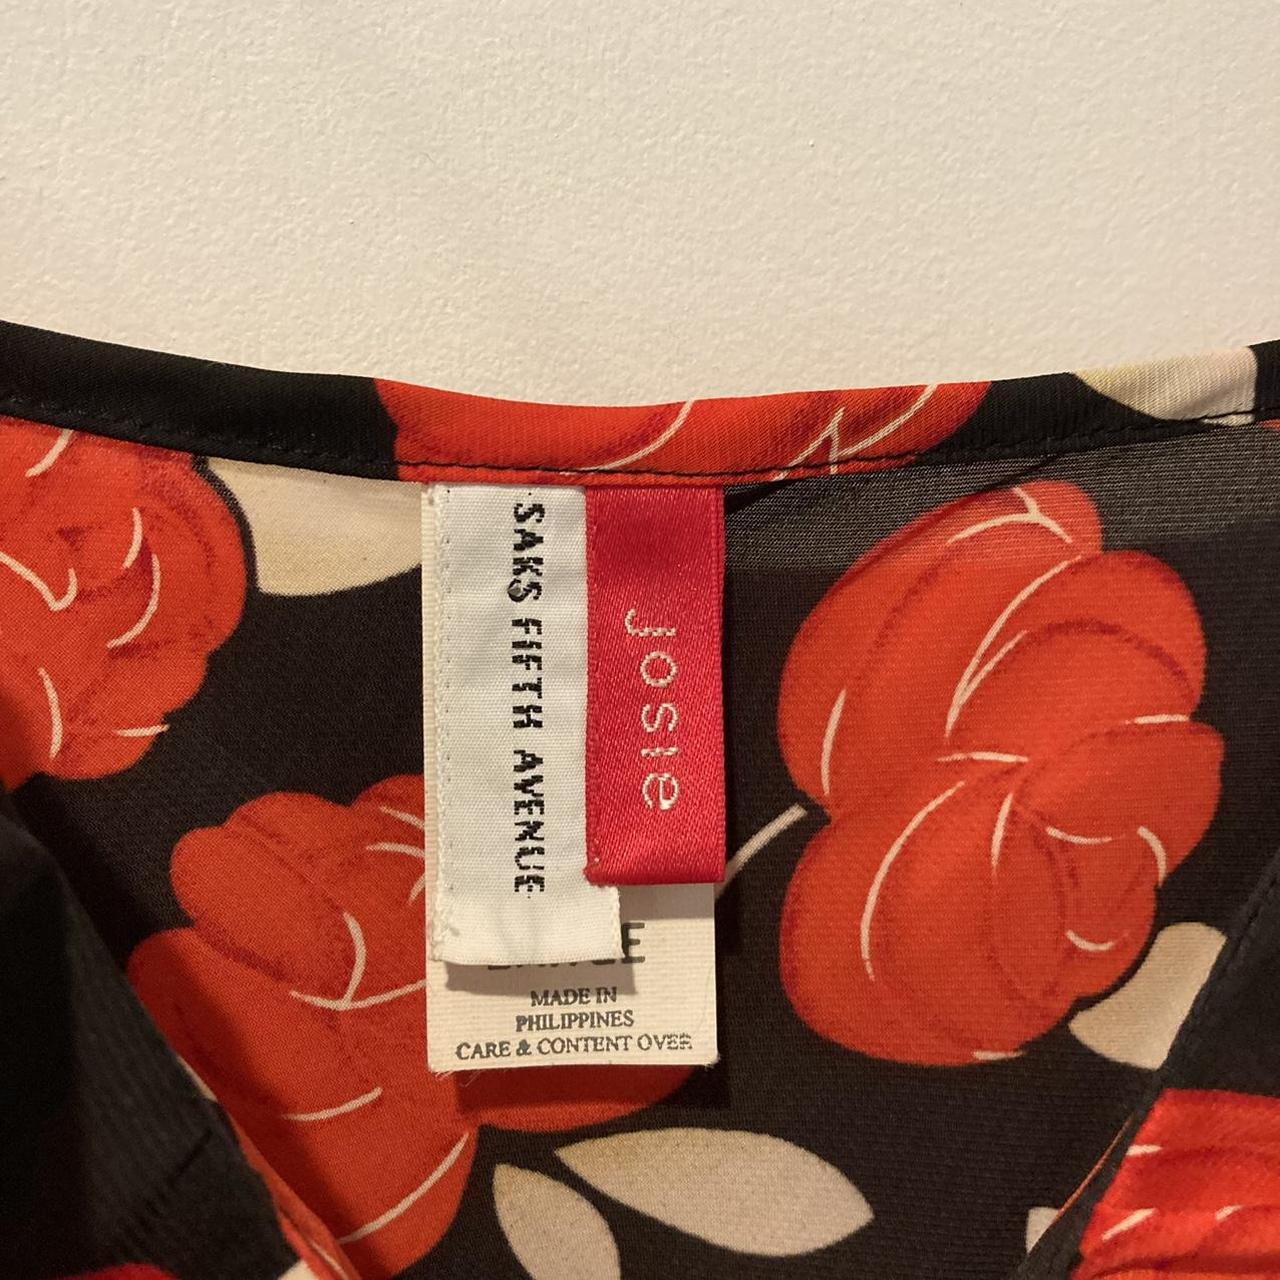 SAKS FIFTH AVENUE
josie
MADE IN
PHILIPPINES
CARE & CONTENT OVER